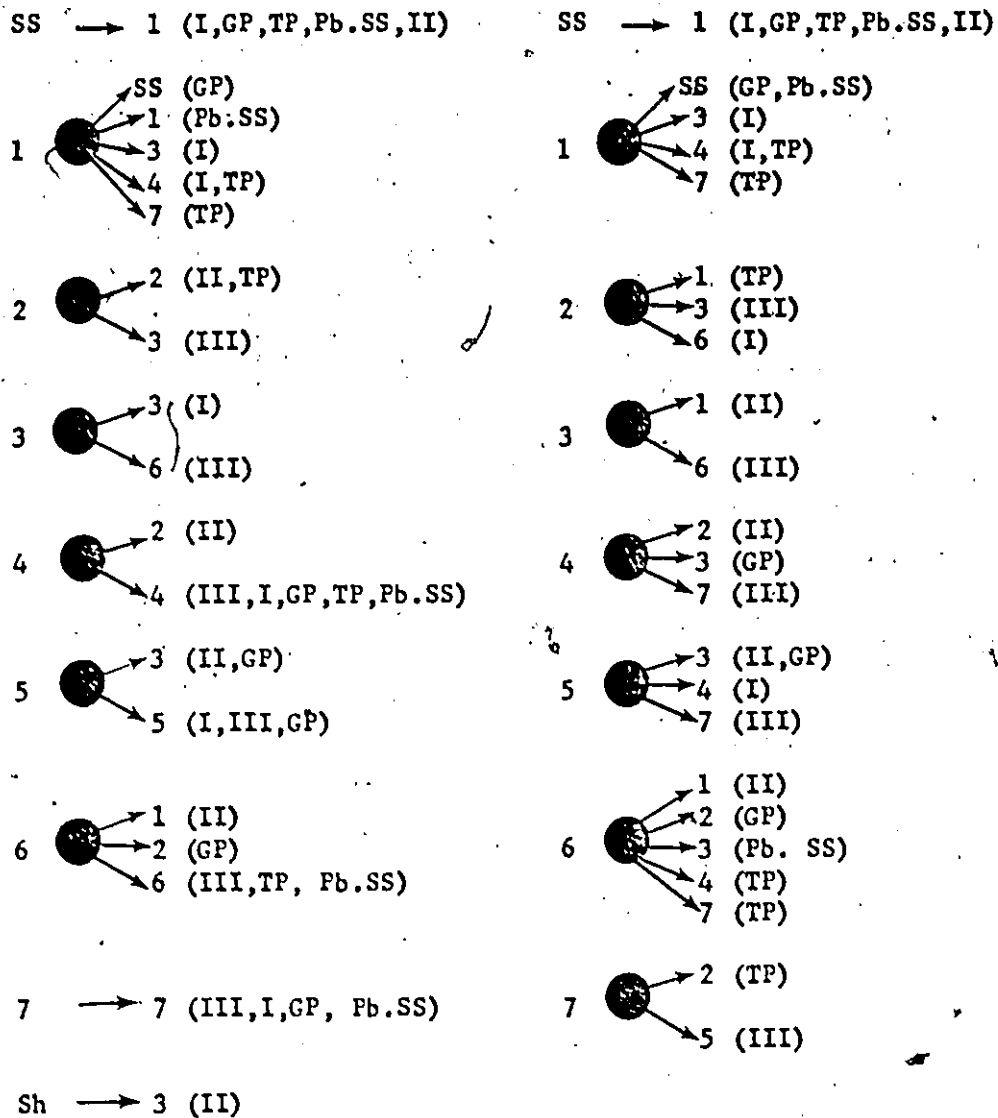 SS → 1 (I,GP,TP,Pb.SS,II)
1
SS (GP)
1 (Pb.SS)
3 (I)
4 (I,TP)
7 (TP)
2
2 (II,TP)
3 (III)
3
3 (I)
6 (III)
4
2 (II)
4 (III,I,GP,TP,Pb.SS)
5
3 (II,GP)
5 (I,III,GP)
6
1 (II)
2 (GP)
6 (III,TP, Pb.SS)
7 → 7 (III,I,GP, Pb.SS)
Sh → 3 (II)
SS → 1 (I,GP,TP,Pb.SS,II)
1
SS (GP,Pb.SS)
3 (I)
4 (I,TP)
7 (TP)
2
1 (TP)
3 (III)
6 (I)
3
1 (II)
6 (III)
4
2 (II)
3 (GP)
7 (III)
5
3 (II,GP)
4 (I)
7 (III)
6
1 (II)
2 (GP)
3 (Pb. SS)
4 (TP)
7 (TP)
7
2 (TP)
5 (III)